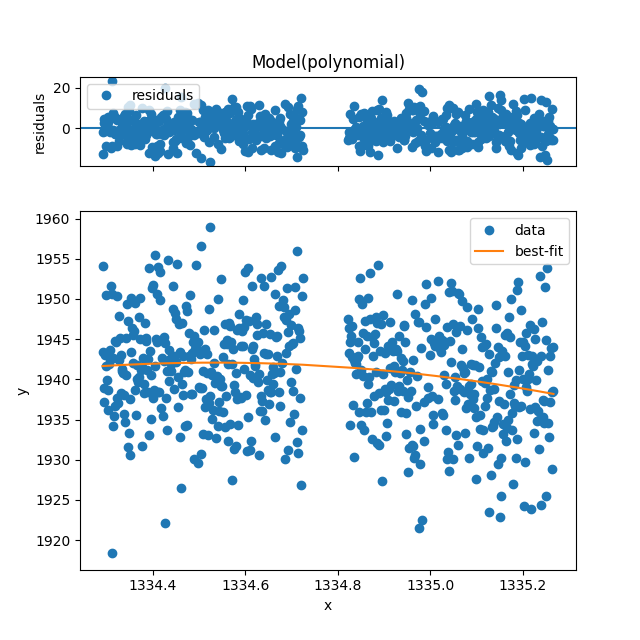 Model(polynomial)
20
0
residuals
residuals
1960
1955
1950
1945
1940
1935
1930
1925
1920
y
data
best-fit
1334.4
1334.6
1334.8
1335.0
1335.2
x